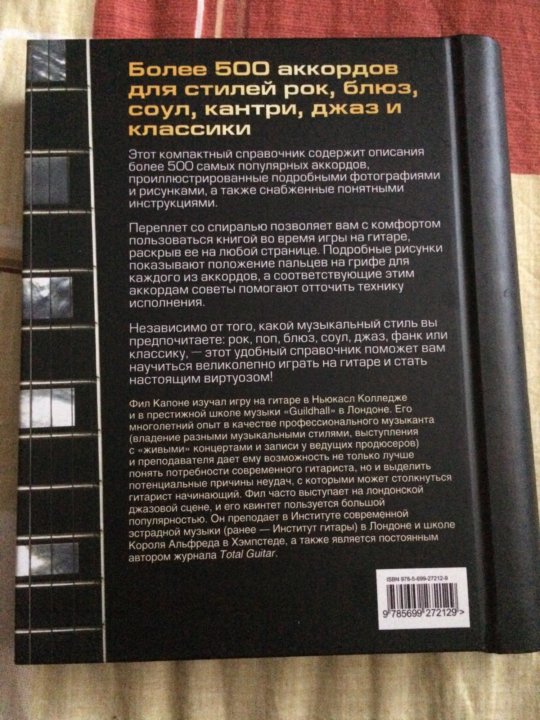 Более 500 аккордов
для стилей рок, блюз,
соул, кантри, джаз и
классики
Этот компактный справочник содержит описания
более 500 самых популярных аккордов,
проиллюстрированные подробными фотографиями
и рисунками, а также снабженные понятными
инструкциями.
Переплет со спиралью позволяет вам с комфортом
пользоваться книгой во время игры на гитаре,
раскрыв ее на любой странице. Подробные рисунки
показывают положение пальцев на грифе для
каждого из аккордов, а соответствующие этим
аккордам советы помогают отточить технику
исполнения.
Независимо от того, какой музыкальный стиль вы
предпочитаете: рок, поп, блюз, соул, джаз, фанк или
классику, — этот удобный справочник поможет вам
научиться великолепно играть на гитаре и стать
настоящим виртуозом!
Фил Капоне изучал игру на гитаре в Ньюкасл Колледже
и в престижной школе музыки «Guildhall» в Лондоне. Его
многолетний опыт в качестве профессионального музыканта
(владение разными музыкальными стилями, выступления
с «живыми» концертами и записи у ведущих продюсеров)
и преподавателя дает ему возможность не только лучше
понять потребности современного гитариста, но и выделить
потенциальные причины неудач, с которыми может столкнуться
гитарист начинающий. Фил часто выступает на лондонской
джазовой сцене, и его квинтет пользуется большой
популярностью. Он преподает в Институте современной
эстрадной музыки (ранее — Институт гитары) в Лондоне и школе
Короля Альфреда в Хэмпстеде, а также является постоянным
автором журнала Total Guitar.
ISBN 978-5-699-27212-9
9 785699 272129 >